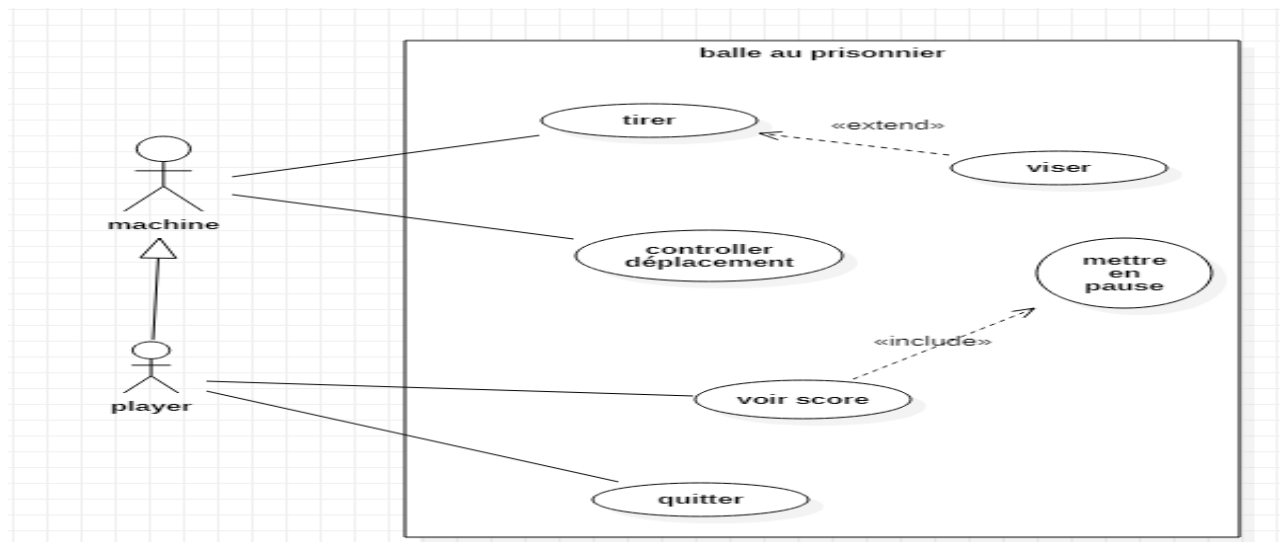 balle au prisonnier
tirer
«extend»
viser
machine
controller
déplacement
mettre
en
pause
«include»
player
voir score
quitter